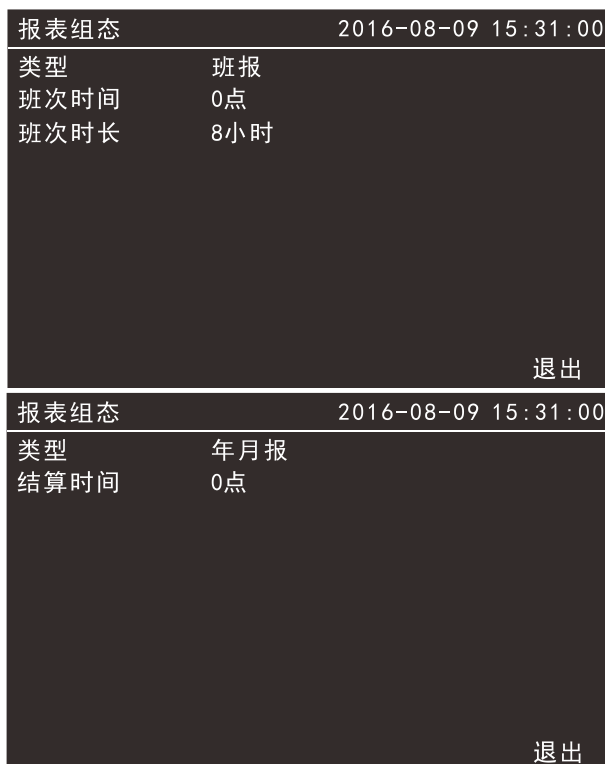 报表组态 2016-08-09 15:31:00
类型 班报
班次时间 0点
班次时长 8小时
退出
报表组态 2016-08-09 15:31:00
类型 年月报
结算时间 0点
退出